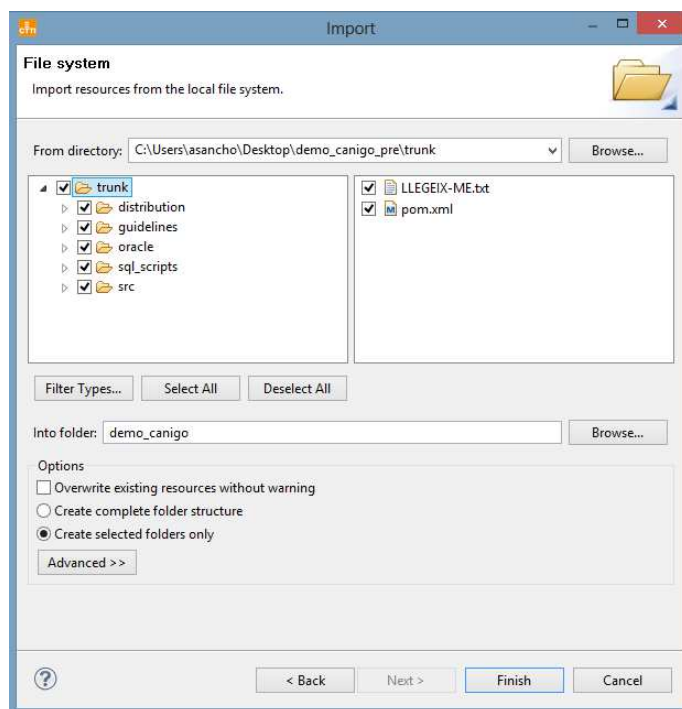 cfn
Import
File system
Import resources from the local file system.
From directory: C:\Users\asancho\Desktop\demo_canigo_pre\trunk Browse...
trunk
distribution
guidelines
oracle
sql_scripts
src
LLEGEIX-ME.txt
pom.xml
Filter Types... Select All Deselect All
Into folder: demo_canigo Browse...
Options
Overwrite existing resources without warning
Create complete folder structure
Create selected folders only
Advanced >>
? < Back Next > Finish Cancel